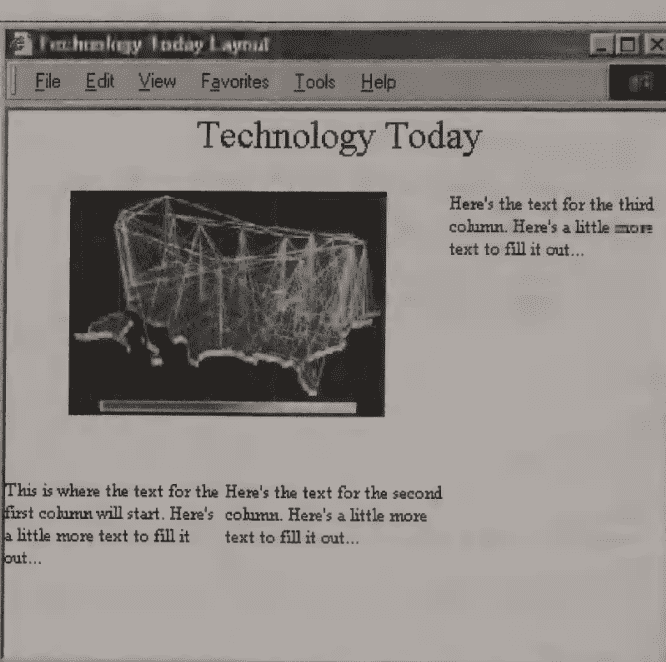 Technology Today Layout
File Edit View Favorites Tools Help
Technology Today
Here's the text for the third
column. Here's a little more
text to fill it out...
This is where the text for the
first column will start. Here's
a little more text to fill it
out...
Here's the text for the second
column. Here's a little more
text to fill it out...